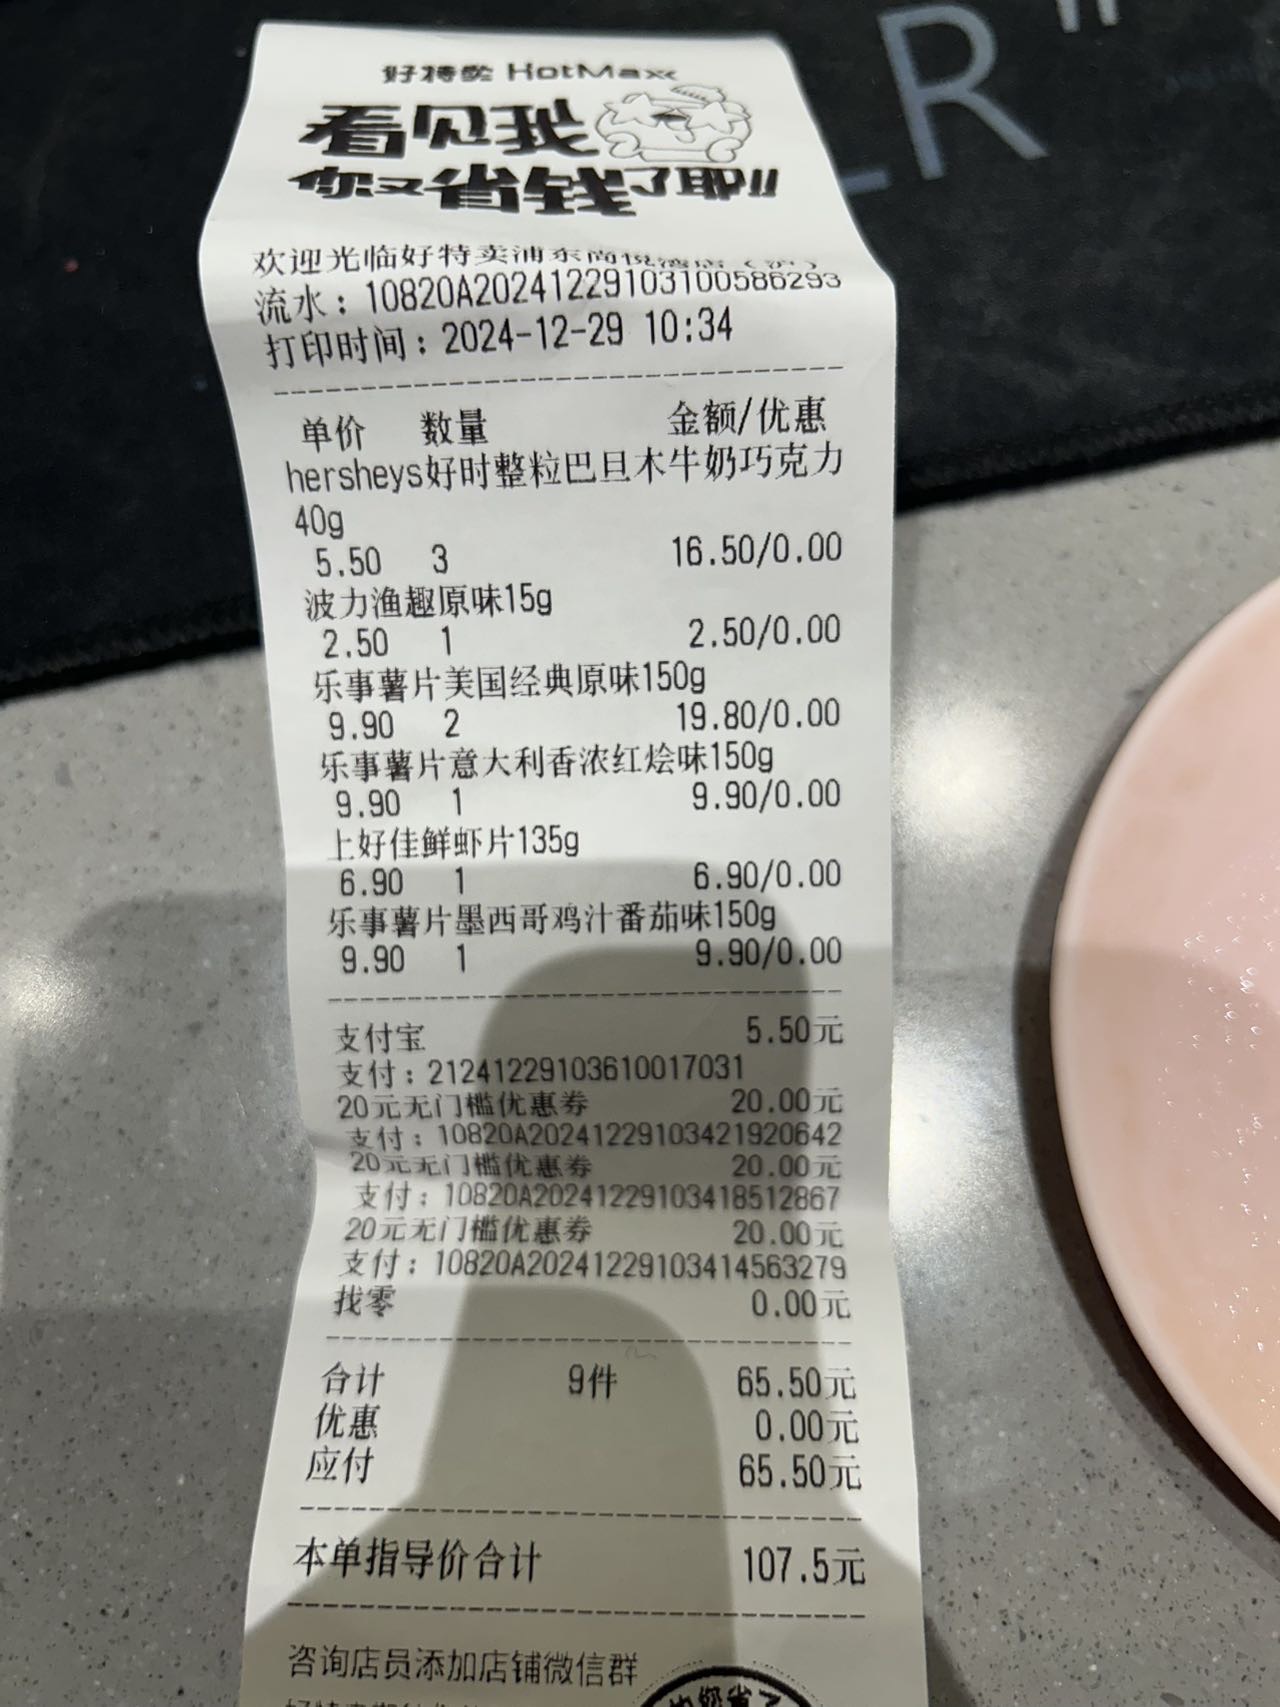 R"
好特卖 HotMaxx
看见我
你又省钱了耶!!
欢迎光临好特卖浦东尚悦湾店（沪）
流水：10820A20241229103100586293
打印时间：2024-12-29 10:34
单价 数量 金额/优惠
hersheys好时整粒巴旦木牛奶巧克力
40g
5.50 3 16.50/0.00
波力渔趣原味15g
2.50 1 2.50/0.00
乐事薯片美国经典原味150g
9.90 2 19.80/0.00
乐事薯片意大利香浓红烩味150g
9.90 1 9.90/0.00
上好佳鲜虾片135g
6.90 1 6.90/0.00
乐事薯片墨西哥鸡汁番茄味150g
9.90 1 9.90/0.00
支付宝 5.50元
支付：21241229103610017031
20元无门槛优惠券 20.00元
支付：10820A20241229103421920642
20元无门槛优惠券 20.00元
支付：10820A20241229103418512867
20元无门槛优惠券 20.00元
支付：10820A20241229103414563279
找零 0.00元
合计 9件 65.50元
优惠 0.00元
应付 65.50元
本单指导价合计 107.5元
咨询店员添加店铺微信群